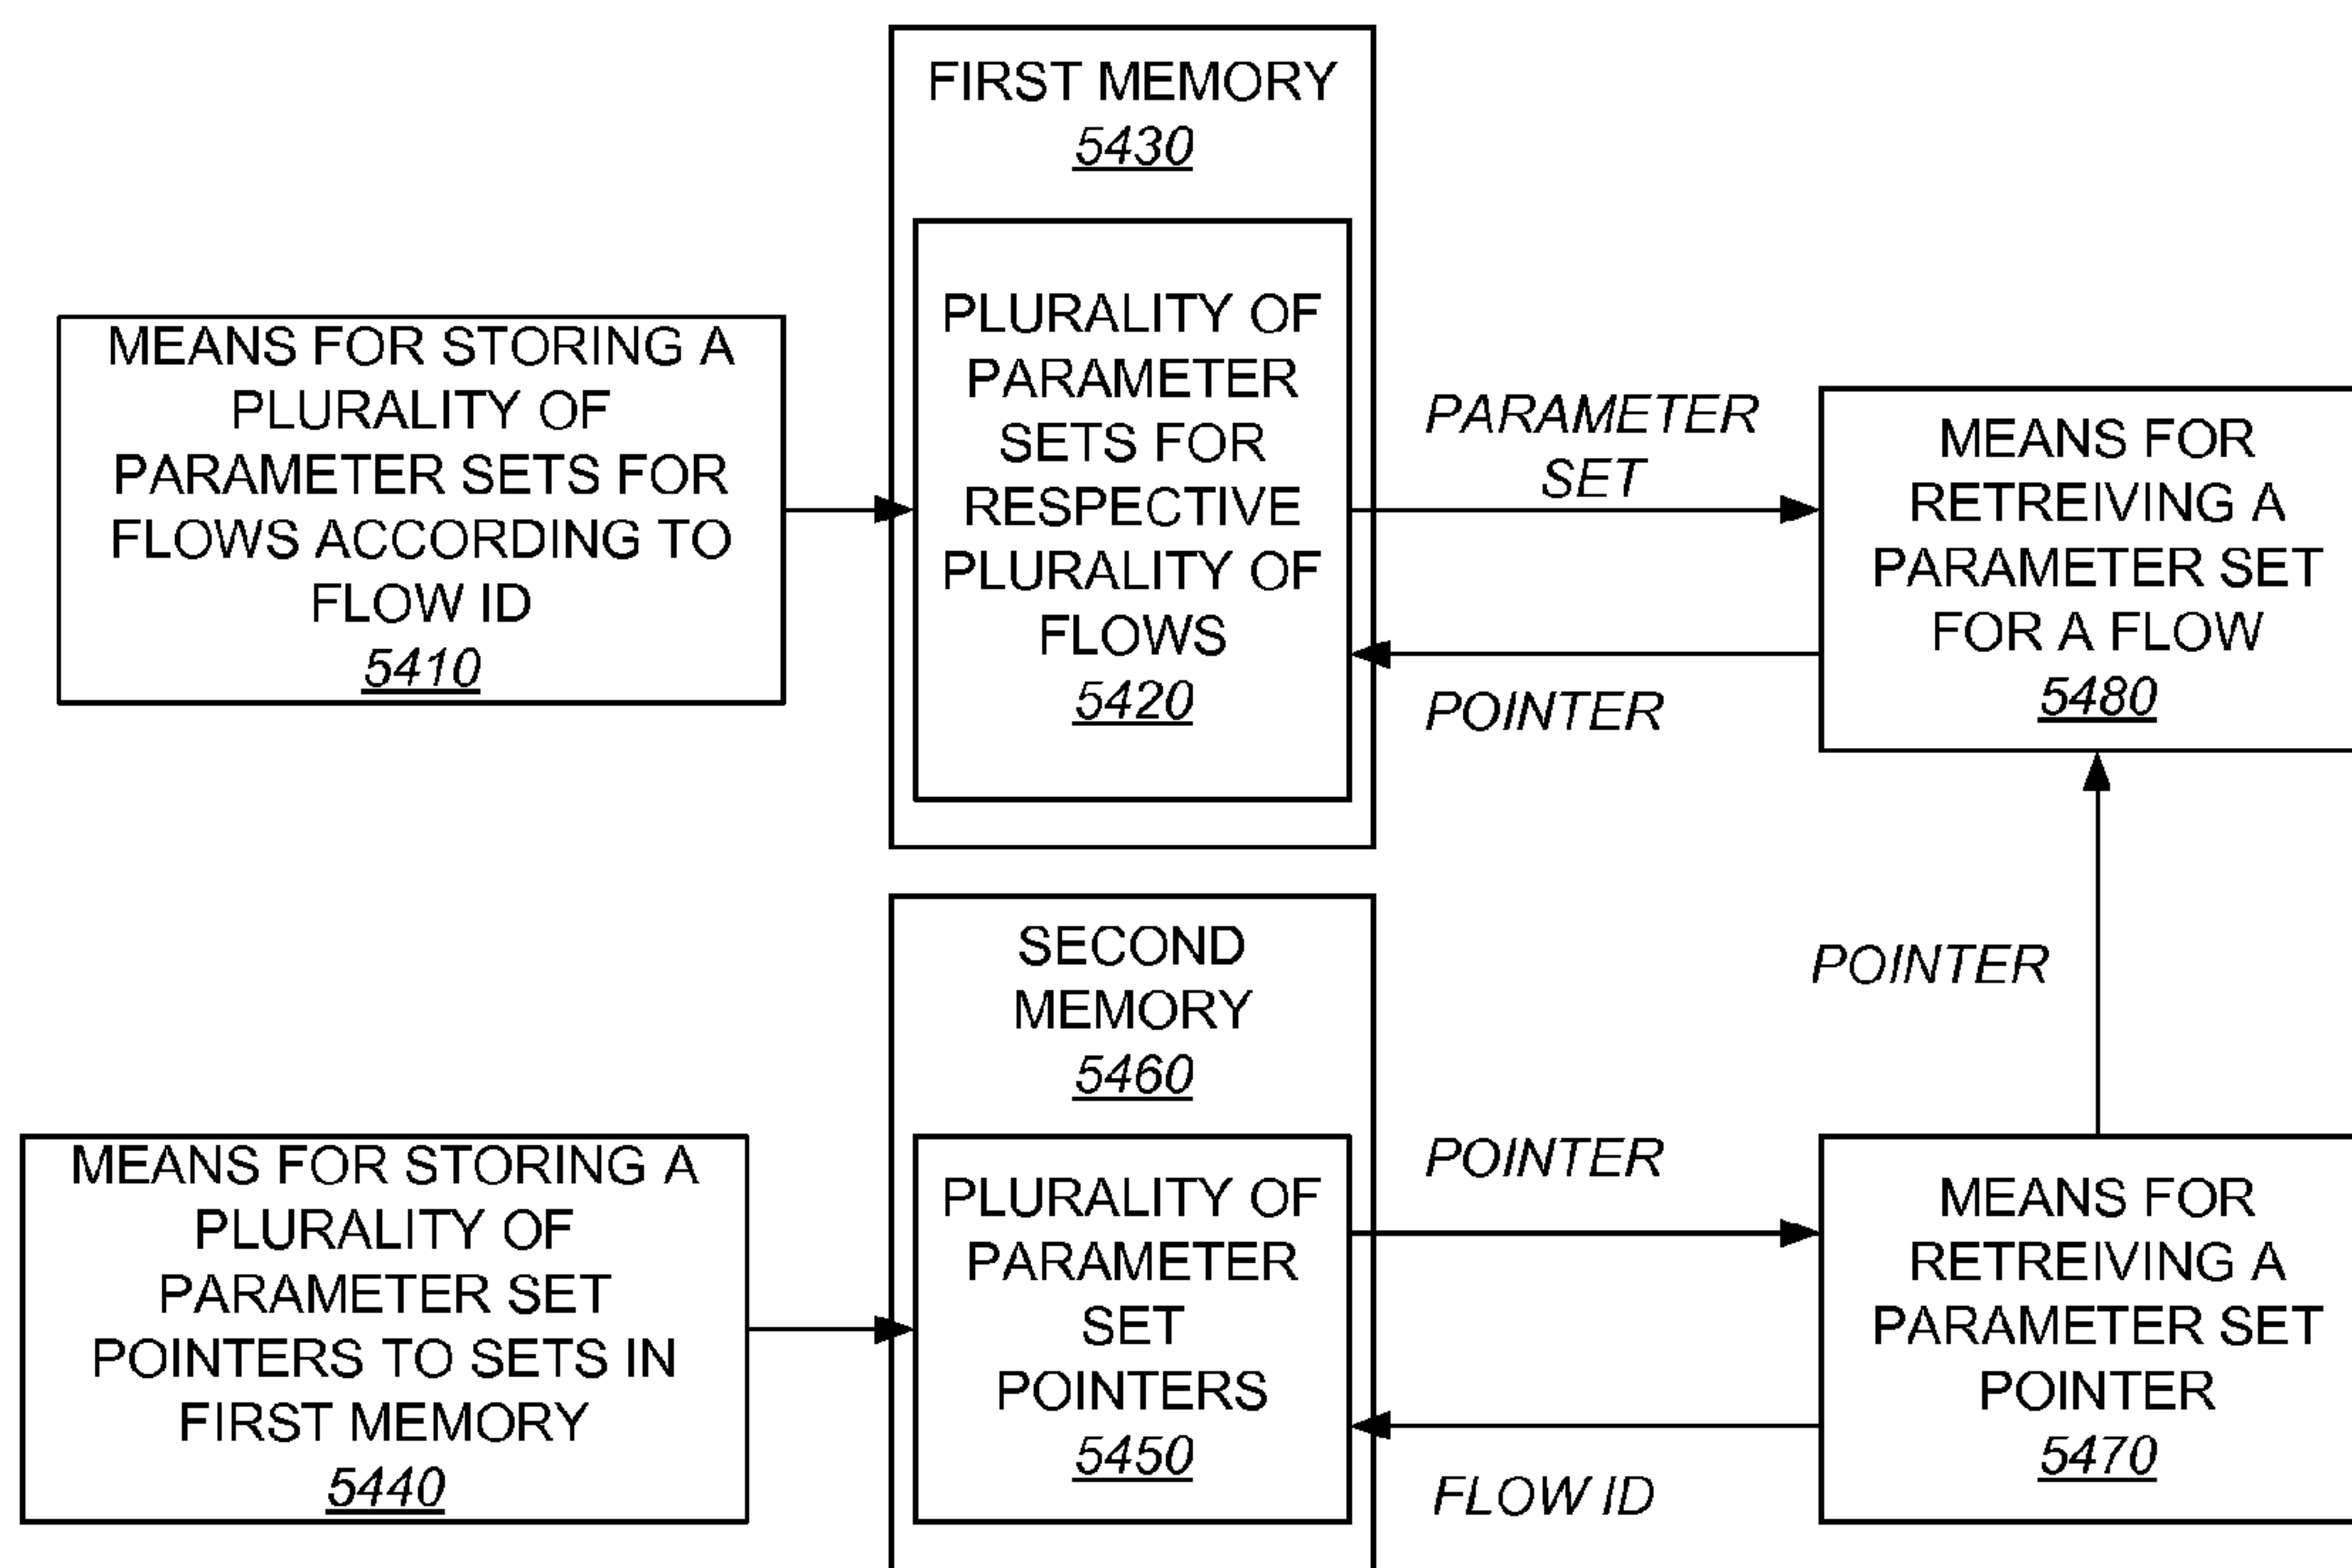 FIRST MEMORY
5430
MEANS FOR STORING A
PLURALITY OF
PARAMETER SETS FOR
FLOWS ACCORDING TO
FLOW ID
5410
PLURALITY OF
PARAMETER
SETS FOR
RESPECTIVE
PLURALITY OF
FLOWS
5420
PARAMETER
SET
POINTER
MEANS FOR
RETREIVING A
PARAMETER SET
FOR A FLOW
5480
POINTER
SECOND
MEMORY
5460
MEANS FOR STORING A
PLURALITY OF
PARAMETER SET
POINTERS TO SETS IN
FIRST MEMORY
5440
PLURALITY OF
PARAMETER
SET
POINTERS
5450
POINTER
FLOW ID
MEANS FOR
RETREIVING A
PARAMETER SET
POINTER
5470